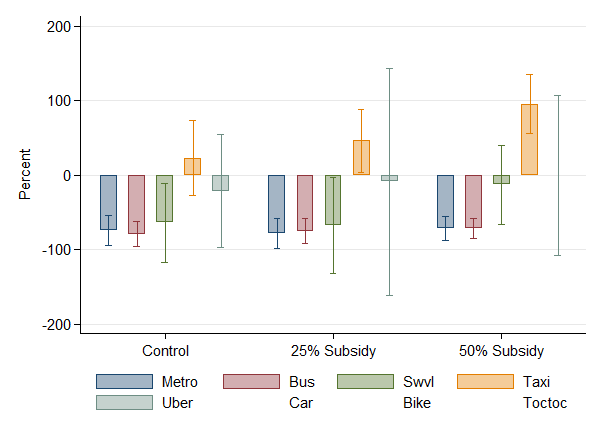 200
100
0
-100
-200
Percent
Control 25% Subsidy 50% Subsidy
Metro Bus Swvl Taxi
Uber Car Bike Toctoc